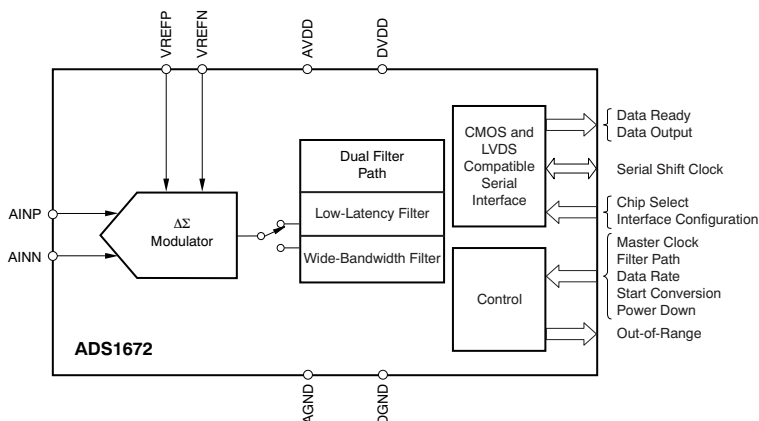 VREFP
VREFN
AVDD
DVDD
AINP
AINN
ΔΣ
Modulator
Dual Filter
Path
Low-Latency Filter
Wide-Bandwidth Filter
CMOS and
LVDS
Compatible
Serial
Interface
Control
Data Ready
Data Output
Serial Shift Clock
Chip Select
Interface Configuration
Master Clock
Filter Path
Data Rate
Start Conversion
Power Down
Out-of-Range
ADS1672
AGND
DGND